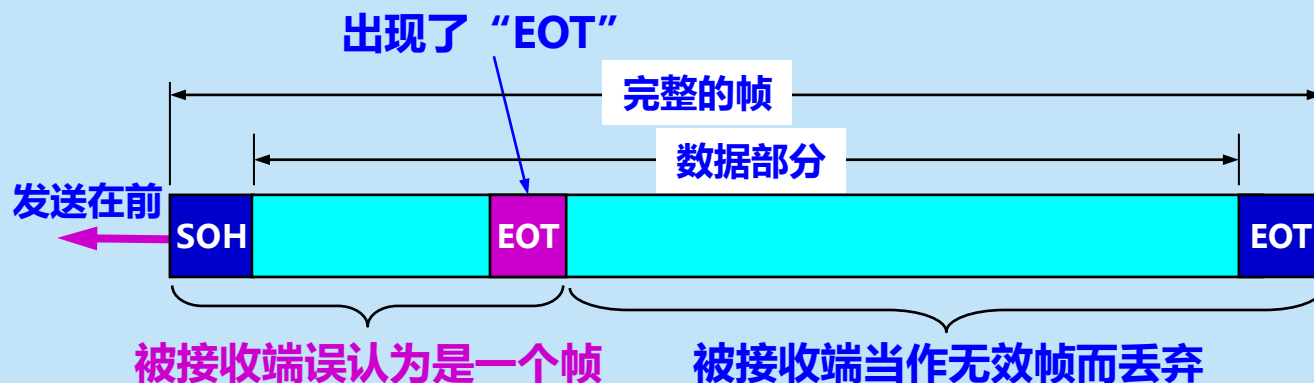 出现了“EOT”
完整的帧
数据部分
发送在前
SOH
EOT
EOT
被接收端误认为是一个帧
被接收端当作无效帧而丢弃